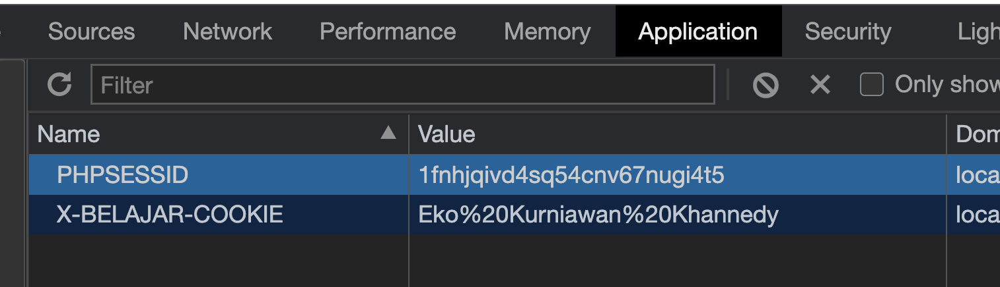 Sources Network Performance Memory Application Security Ligh
Filter Only show
Name Value Dom
PHPSESSID 1fnhjqivd4sq54cnv67nugi4t5 loca
X-BELAJAR-COOKIE Eko%20Kurniawan%20Khannedy loca